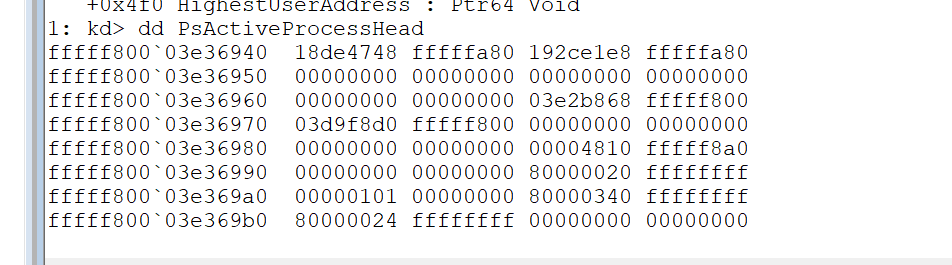 +0x4f0 HighestUserAddress : Ptr64 Void
1: kd> dd PsActiveProcessHead
fffff800`03e36940  18de4748 fffffa80 192ce1e8 fffffa80
fffff800`03e36950  00000000 00000000 00000000 00000000
fffff800`03e36960  00000000 00000000 03e2b868 fffff800
fffff800`03e36970  03d9f8d0 fffff800 00000000 00000000
fffff800`03e36980  00000000 00000000 00004810 fffff8a0
fffff800`03e36990  00000000 00000000 80000020 ffffffff
fffff800`03e369a0  00000101 00000000 80000340 ffffffff
fffff800`03e369b0  80000024 ffffffff 00000000 00000000